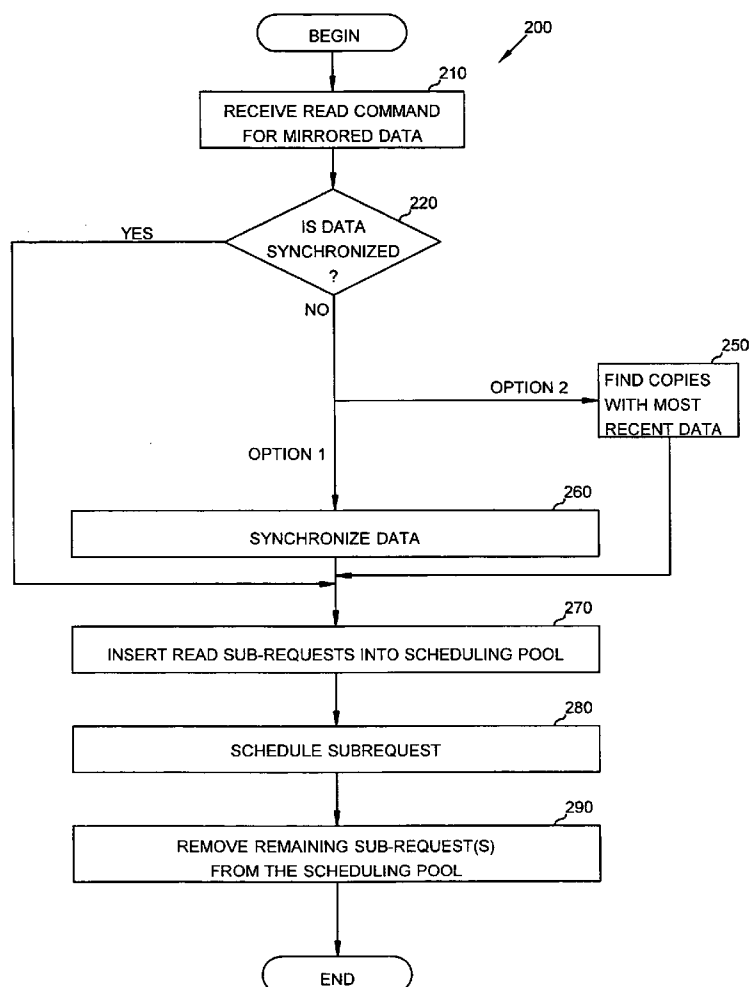 BEGIN
200
210
RECEIVE READ COMMAND
FOR MIRRORED DATA
220
YES
IS DATA
SYNCHRONIZED
?
NO
250
OPTION 2
FIND COPIES
WITH MOST
RECENT DATA
OPTION 1
260
SYNCHRONIZE DATA
270
INSERT READ SUB-REQUESTS INTO SCHEDULING POOL
280
SCHEDULE SUBREQUEST
290
REMOVE REMAINING SUB-REQUEST(S)
FROM THE SCHEDULING POOL
END